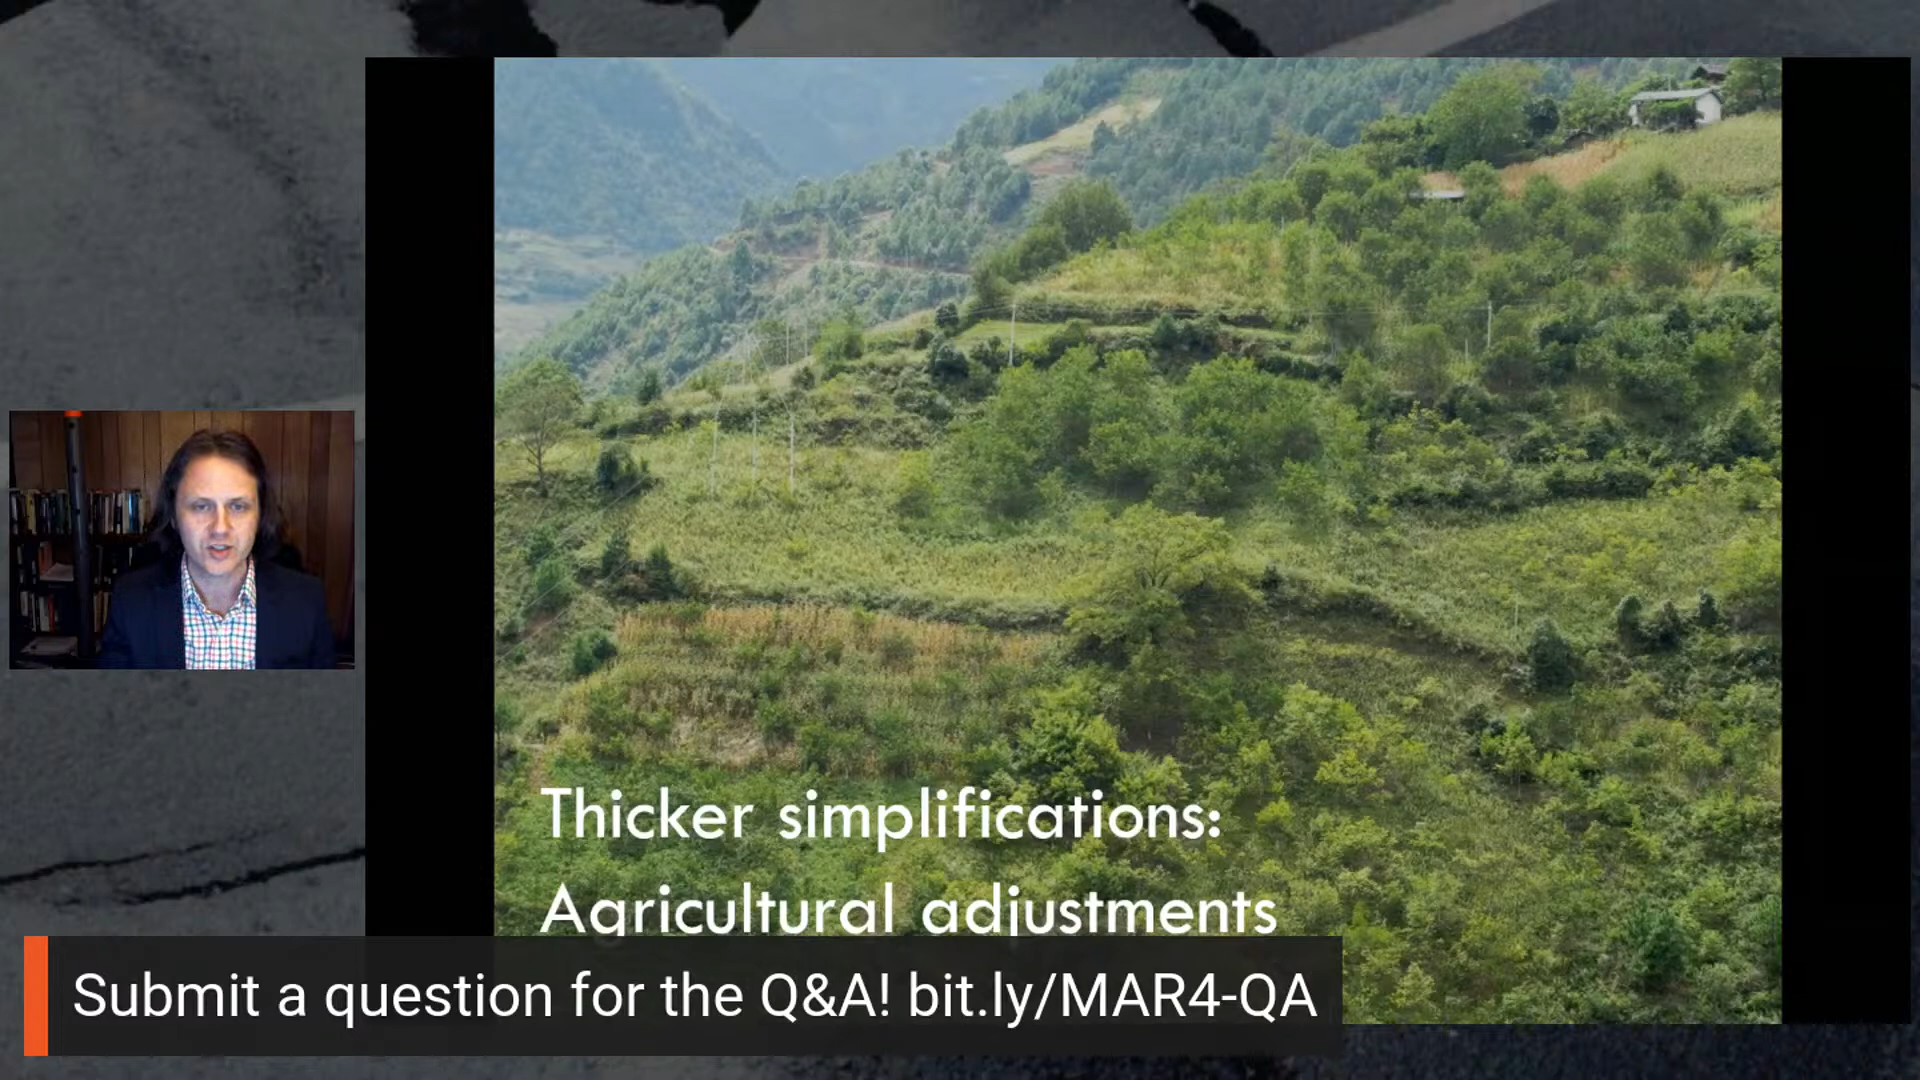 Thicker simplifications:
Agricultural adjustments
Submit a question for the Q&A! bit.ly/MAR4-QA